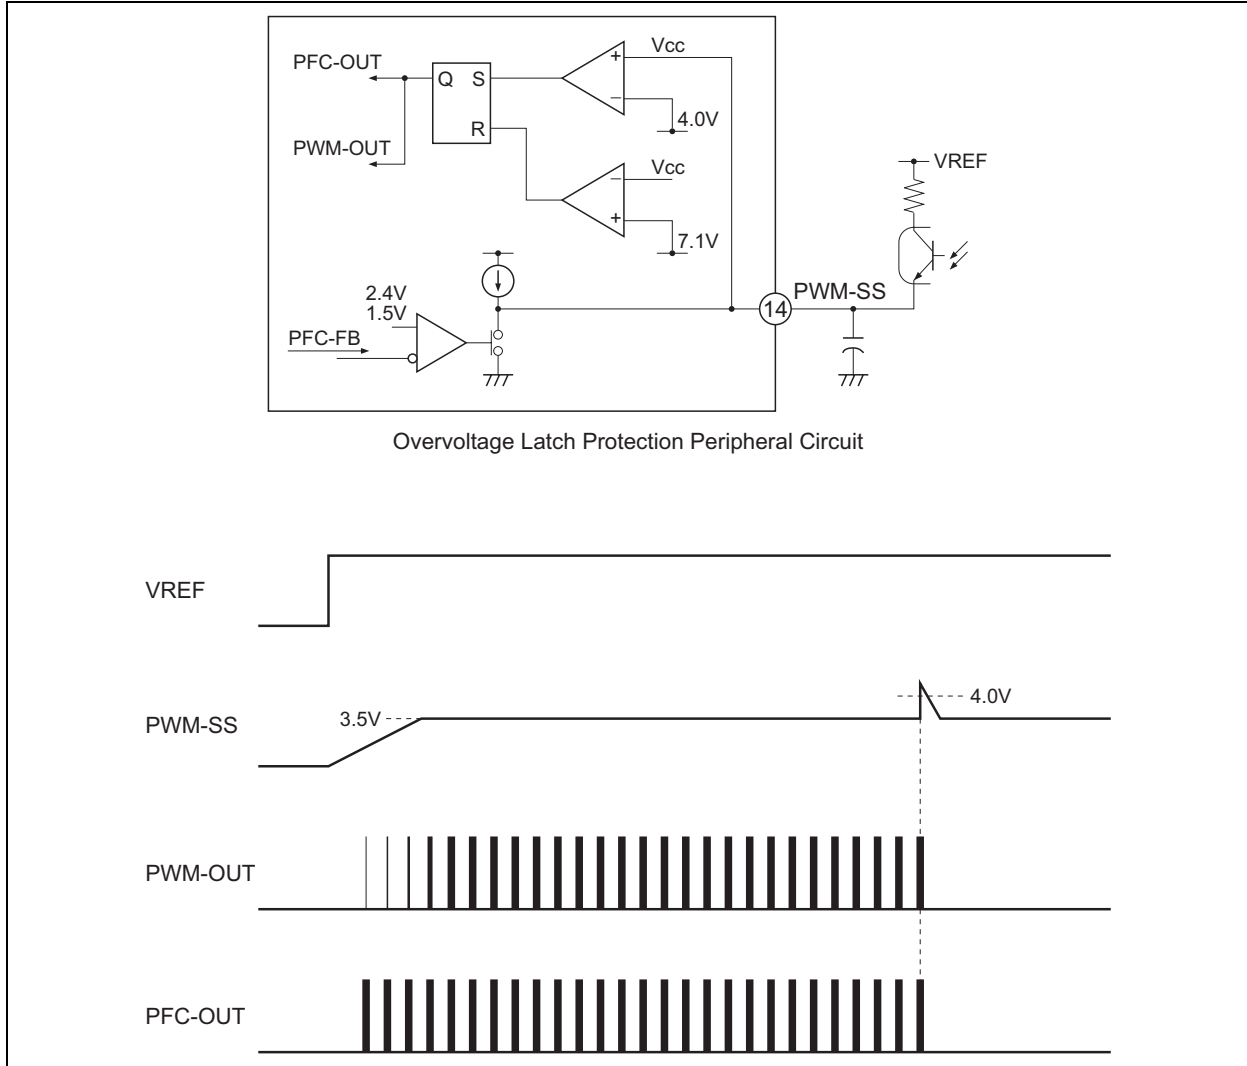 PFC-OUT
PWM-OUT
Q S
R
+
Vcc
−
4.0V
−
Vcc
+
7.1V
VREF
2.4V
1.5V
PFC-FB
14
PWM-SS
Overvoltage Latch Protection Peripheral Circuit
VREF
PWM-SS
3.5V
4.0V
PWM-OUT
PFC-OUT